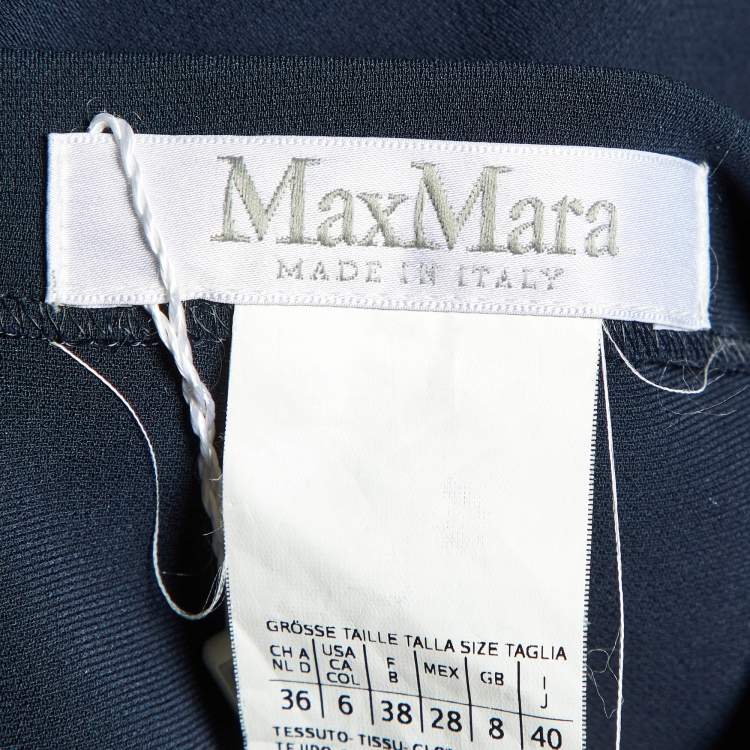 MaxMara
MADE IN ITALY
GRÖSSE TAILLE TALLA SIZE TAGLIA
CH A NL D USA CA COL F B MEX GB I J
36 6 38 28 8 40
TESSUTO-TISSU-